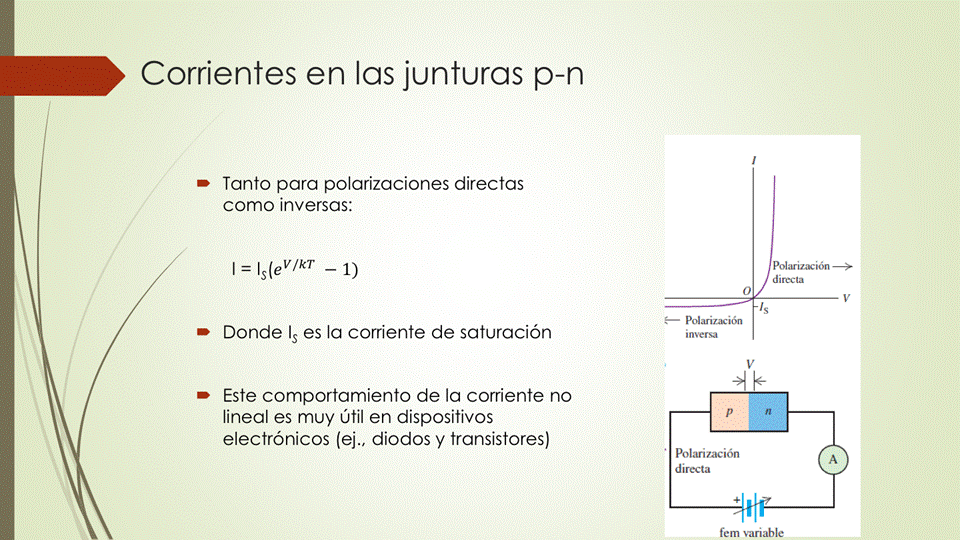 Corrientes en las junturas p-n
Tanto para polarizaciones directas
como inversas:
I = I_S(e^{V/kT} − 1)
Donde I_S es la corriente de saturación
Este comportamiento de la corriente no
lineal es muy útil en dispositivos
electrónicos (ej., diodos y transistores)
I
Polarización
directa
O
V
−I_S
Polarización
inversa
V
p
n
Polarización
directa
A
+
fem variable